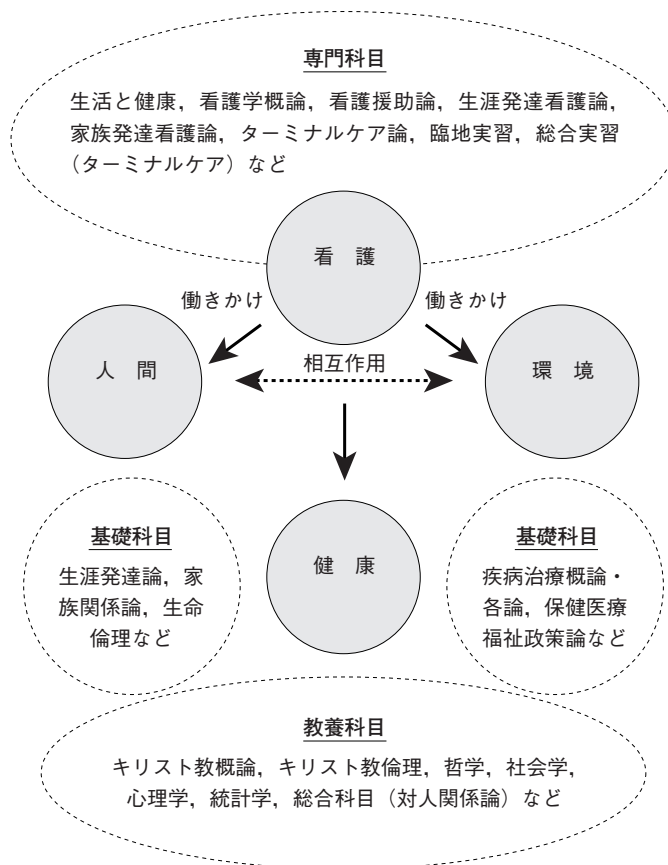 専門科目
生活と健康，看護学概論，看護援助論，生涯発達看護論，
家族発達看護論，ターミナルケア論，臨地実習，総合実習
（ターミナルケア）など
看　護
働きかけ
働きかけ
人　間
相互作用
環　境
基礎科目
生涯発達論，家
族関係論，生命
倫理など
健　康
基礎科目
疾病治療概論・
各論，保健医療
福祉政策論など
教養科目
キリスト教概論，キリスト教倫理，哲学，社会学，
心理学，統計学，総合科目（対人関係論）など